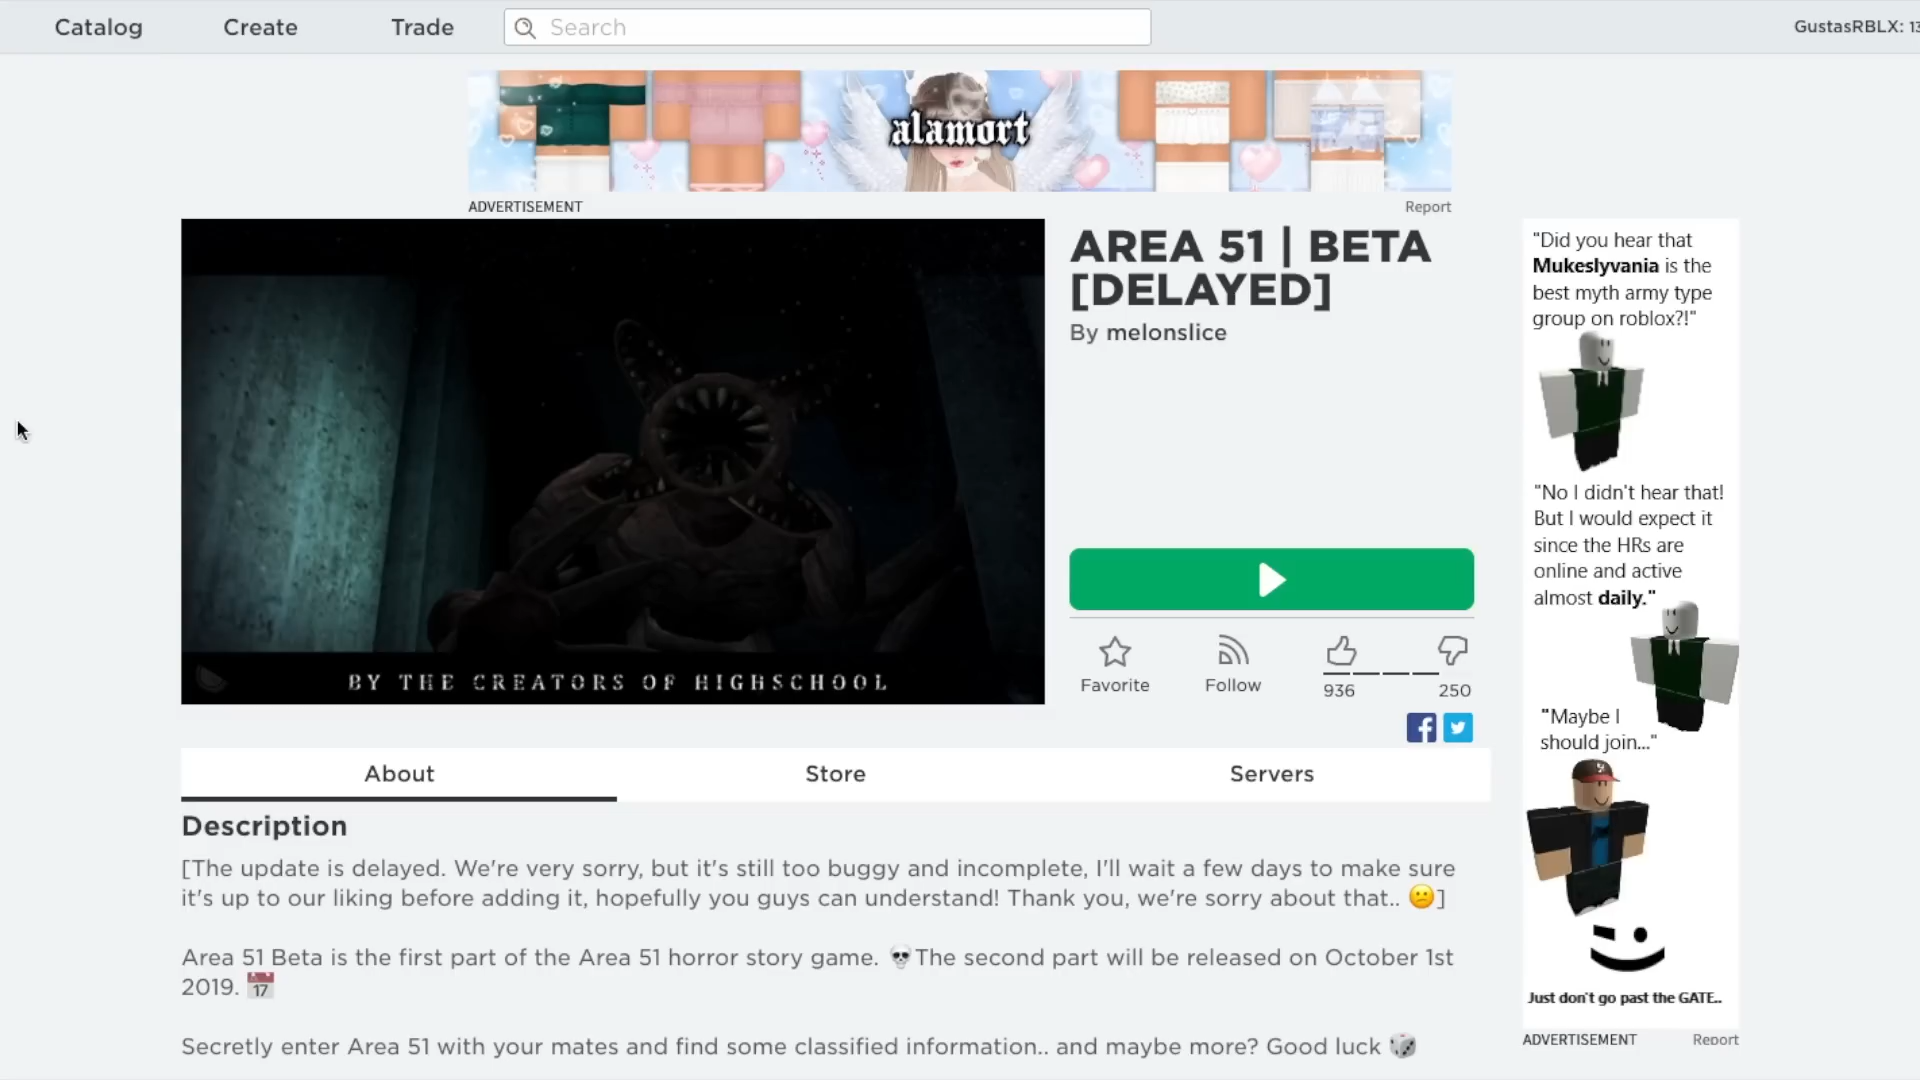 Catalog
Create
Trade
Search
GustasRBLX: 13
alamort
ADVERTISEMENT
Report
BY THE CREATORS OF HIGHSCHOOL
AREA 51 | BETA
[DELAYED]
By melonslice
Favorite
Follow
936
250
About
Store
Servers
Description
[The update is delayed. We're very sorry, but it's still too buggy and incomplete, I'll wait a few days to make sure
it's up to our liking before adding it, hopefully you guys can understand! Thank you, we're sorry about that.. 😕]
Area 51 Beta is the first part of the Area 51 horror story game. 💀The second part will be released on October 1st
2019. 📅
Secretly enter Area 51 with your mates and find some classified information.. and maybe more? Good luck 🎲
"Did you hear that
Mukeslyvania is the
best myth army type
group on roblox?!"
"No I didn't hear that!
But I would expect it
since the HRs are
online and active
almost daily."
"Maybe I
should join..."
Just don't go past the GATE..
ADVERTISEMENT
Report